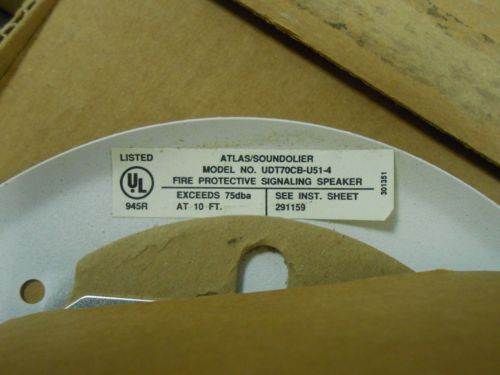 LISTED
UL
945R
ATLAS/SOUNDOLIER
MODEL NO. UDT70CB-U51-4
FIRE PROTECTIVE SIGNALING SPEAKER
EXCEEDS 75dba
AT 10 FT.
SEE INST. SHEET
291159
301351